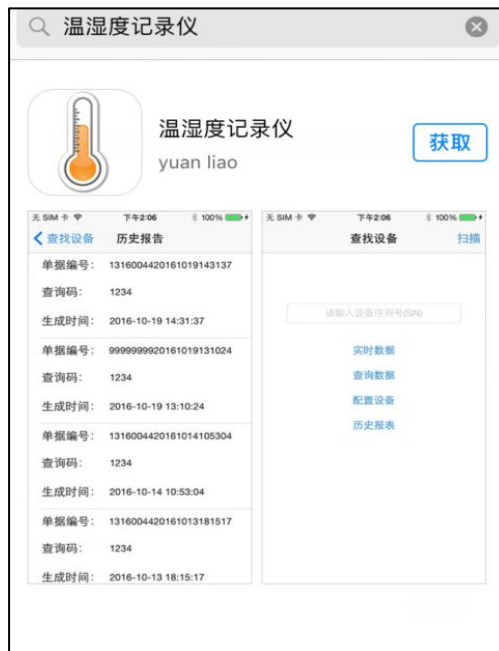 温湿度记录仪
温湿度记录仪
yuan liao
获取
无 SIM 卡 下午2:06 100%
查找设备 历史报告
单据编号: 1316004420161019143137
查询码: 1234
生成时间: 2016-10-19 14:31:37
单据编号: 9999999920161019131024
查询码: 1234
生成时间: 2016-10-19 13:10:24
单据编号: 1316004420161014105304
查询码: 1234
生成时间: 2016-10-14 10:53:04
单据编号: 1316004420161013181517
查询码: 1234
生成时间: 2016-10-13 18:15:17
无 SIM 卡 下午2:06 100%
查找设备 扫描
请输入设备序列号(SN)
实时数据
查询数据
配置设备
历史报表